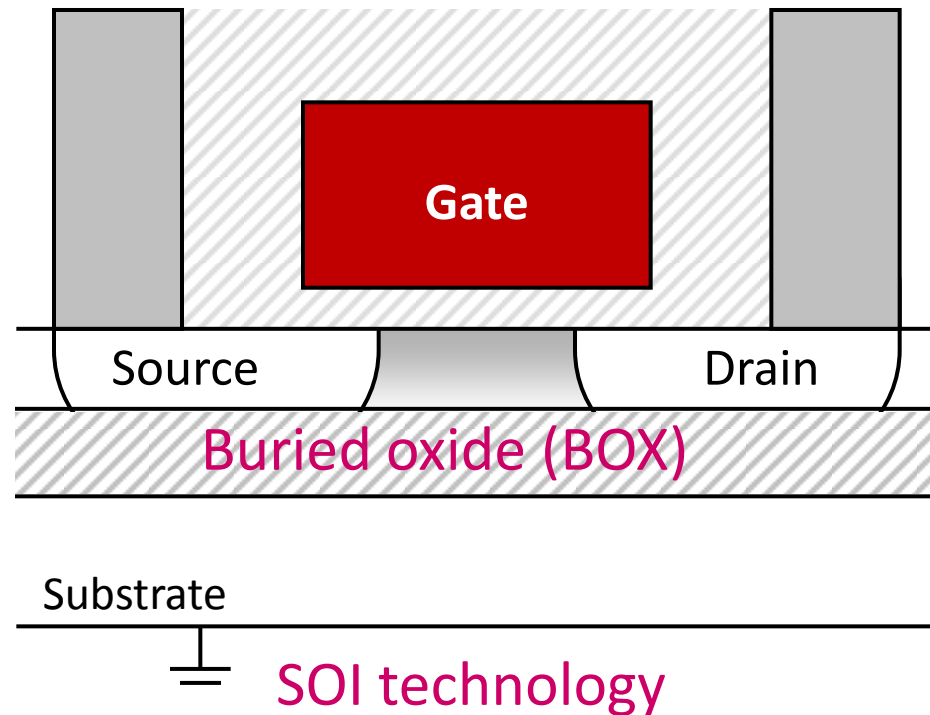 Gate
Source
Drain
Buried oxide (BOX)
Substrate
SOI technology